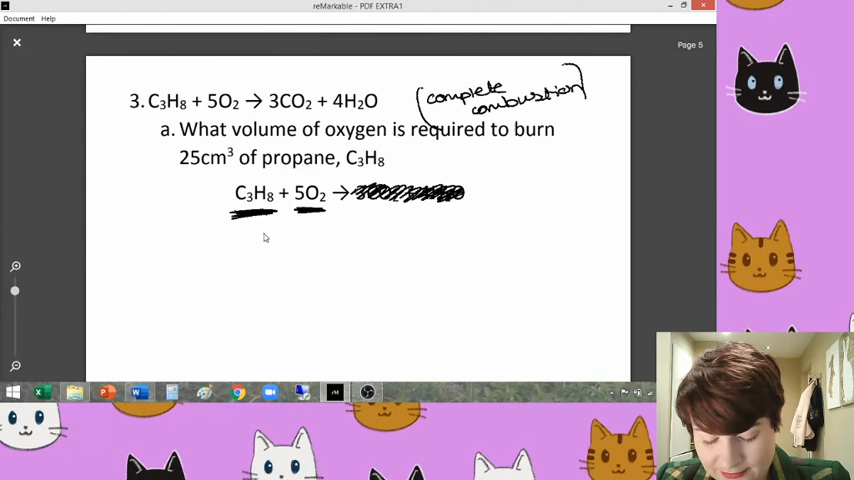 reMarkable - PDF EXTRA1
Document Help
Page 5
3. C₃H₈ + 5O₂ → 3CO₂ + 4H₂O
(complete combustion)
a. What volume of oxygen is required to burn
25cm³ of propane, C₃H₈
C₃H₈ + 5O₂ →